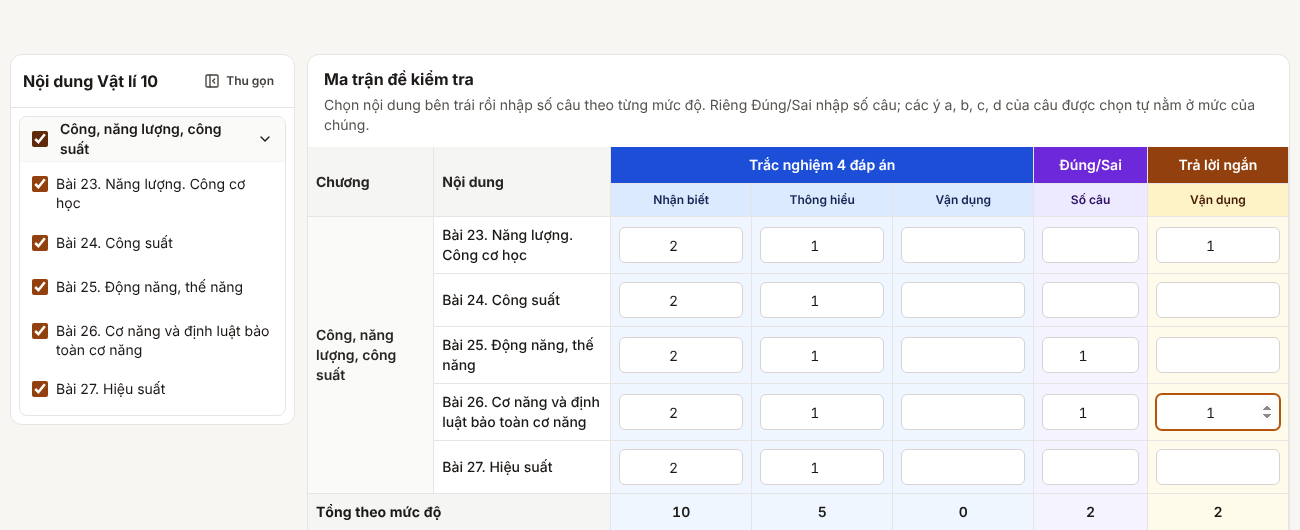 Nội dung Vật lí 10
Thu gọn
Công, năng lượng, công
suất
Bài 23. Năng lượng. Công cơ
học
Bài 24. Công suất
Bài 25. Động năng, thế năng
Bài 26. Cơ năng và định luật bảo
toàn cơ năng
Bài 27. Hiệu suất
Ma trận đề kiểm tra
Chọn nội dung bên trái rồi nhập số câu theo từng mức độ. Riêng Đúng/Sai nhập số câu; các ý a, b, c, d của câu được chọn tự nằm ở mức của
chúng.
Chương Nội dung Trắc nghiệm 4 đáp án Đúng/Sai Trả lời ngắn
Nhận biết Thông hiểu Vận dụng Số câu Vận dụng
Công, năng
lượng, công
suất
Bài 23. Năng lượng.
Công cơ học
2 1 1
Bài 24. Công suất
2 1
Bài 25. Động năng, thế
năng
2 1 1
Bài 26. Cơ năng và định
luật bảo toàn cơ năng
2 1 1 1
Bài 27. Hiệu suất
2 1
Tổng theo mức độ 10 5 0 2 2